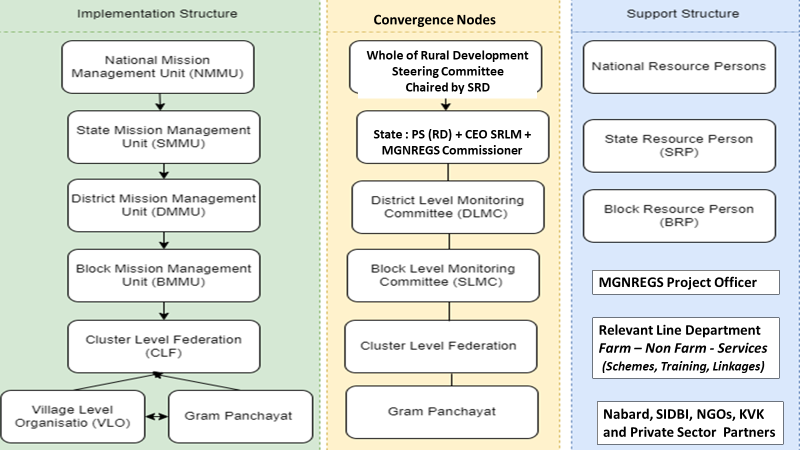 Implementation Structure
National Mission
Management Unit (NMMU)
State Mission Management
Unit (SMMU)
District Mission Management
Unit (DMMU)
Block Mission Management
Unit (BMMU)
Cluster Level Federation
(CLF)
Village Level
Organisatio (VLO)
Gram Panchayat
Convergence Nodes
Whole of Rural Development
Steering Committee
Chaired by SRD
State : PS (RD) + CEO SRLM +
MGNREGS Commissioner
District Level Monitoring
Committee (DLMC)
Block Level Monitoring
Committee (SLMC)
Cluster Level Federation
Gram Panchayat
Support Structure
National Resource Persons
State Resource Person
(SRP)
Block Resource Person
(BRP)
MGNREGS Project Officer
Relevant Line Department
Farm – Non Farm - Services
(Schemes, Training, Linkages)
Nabard, SIDBI, NGOs, KVK
and Private Sector Partners